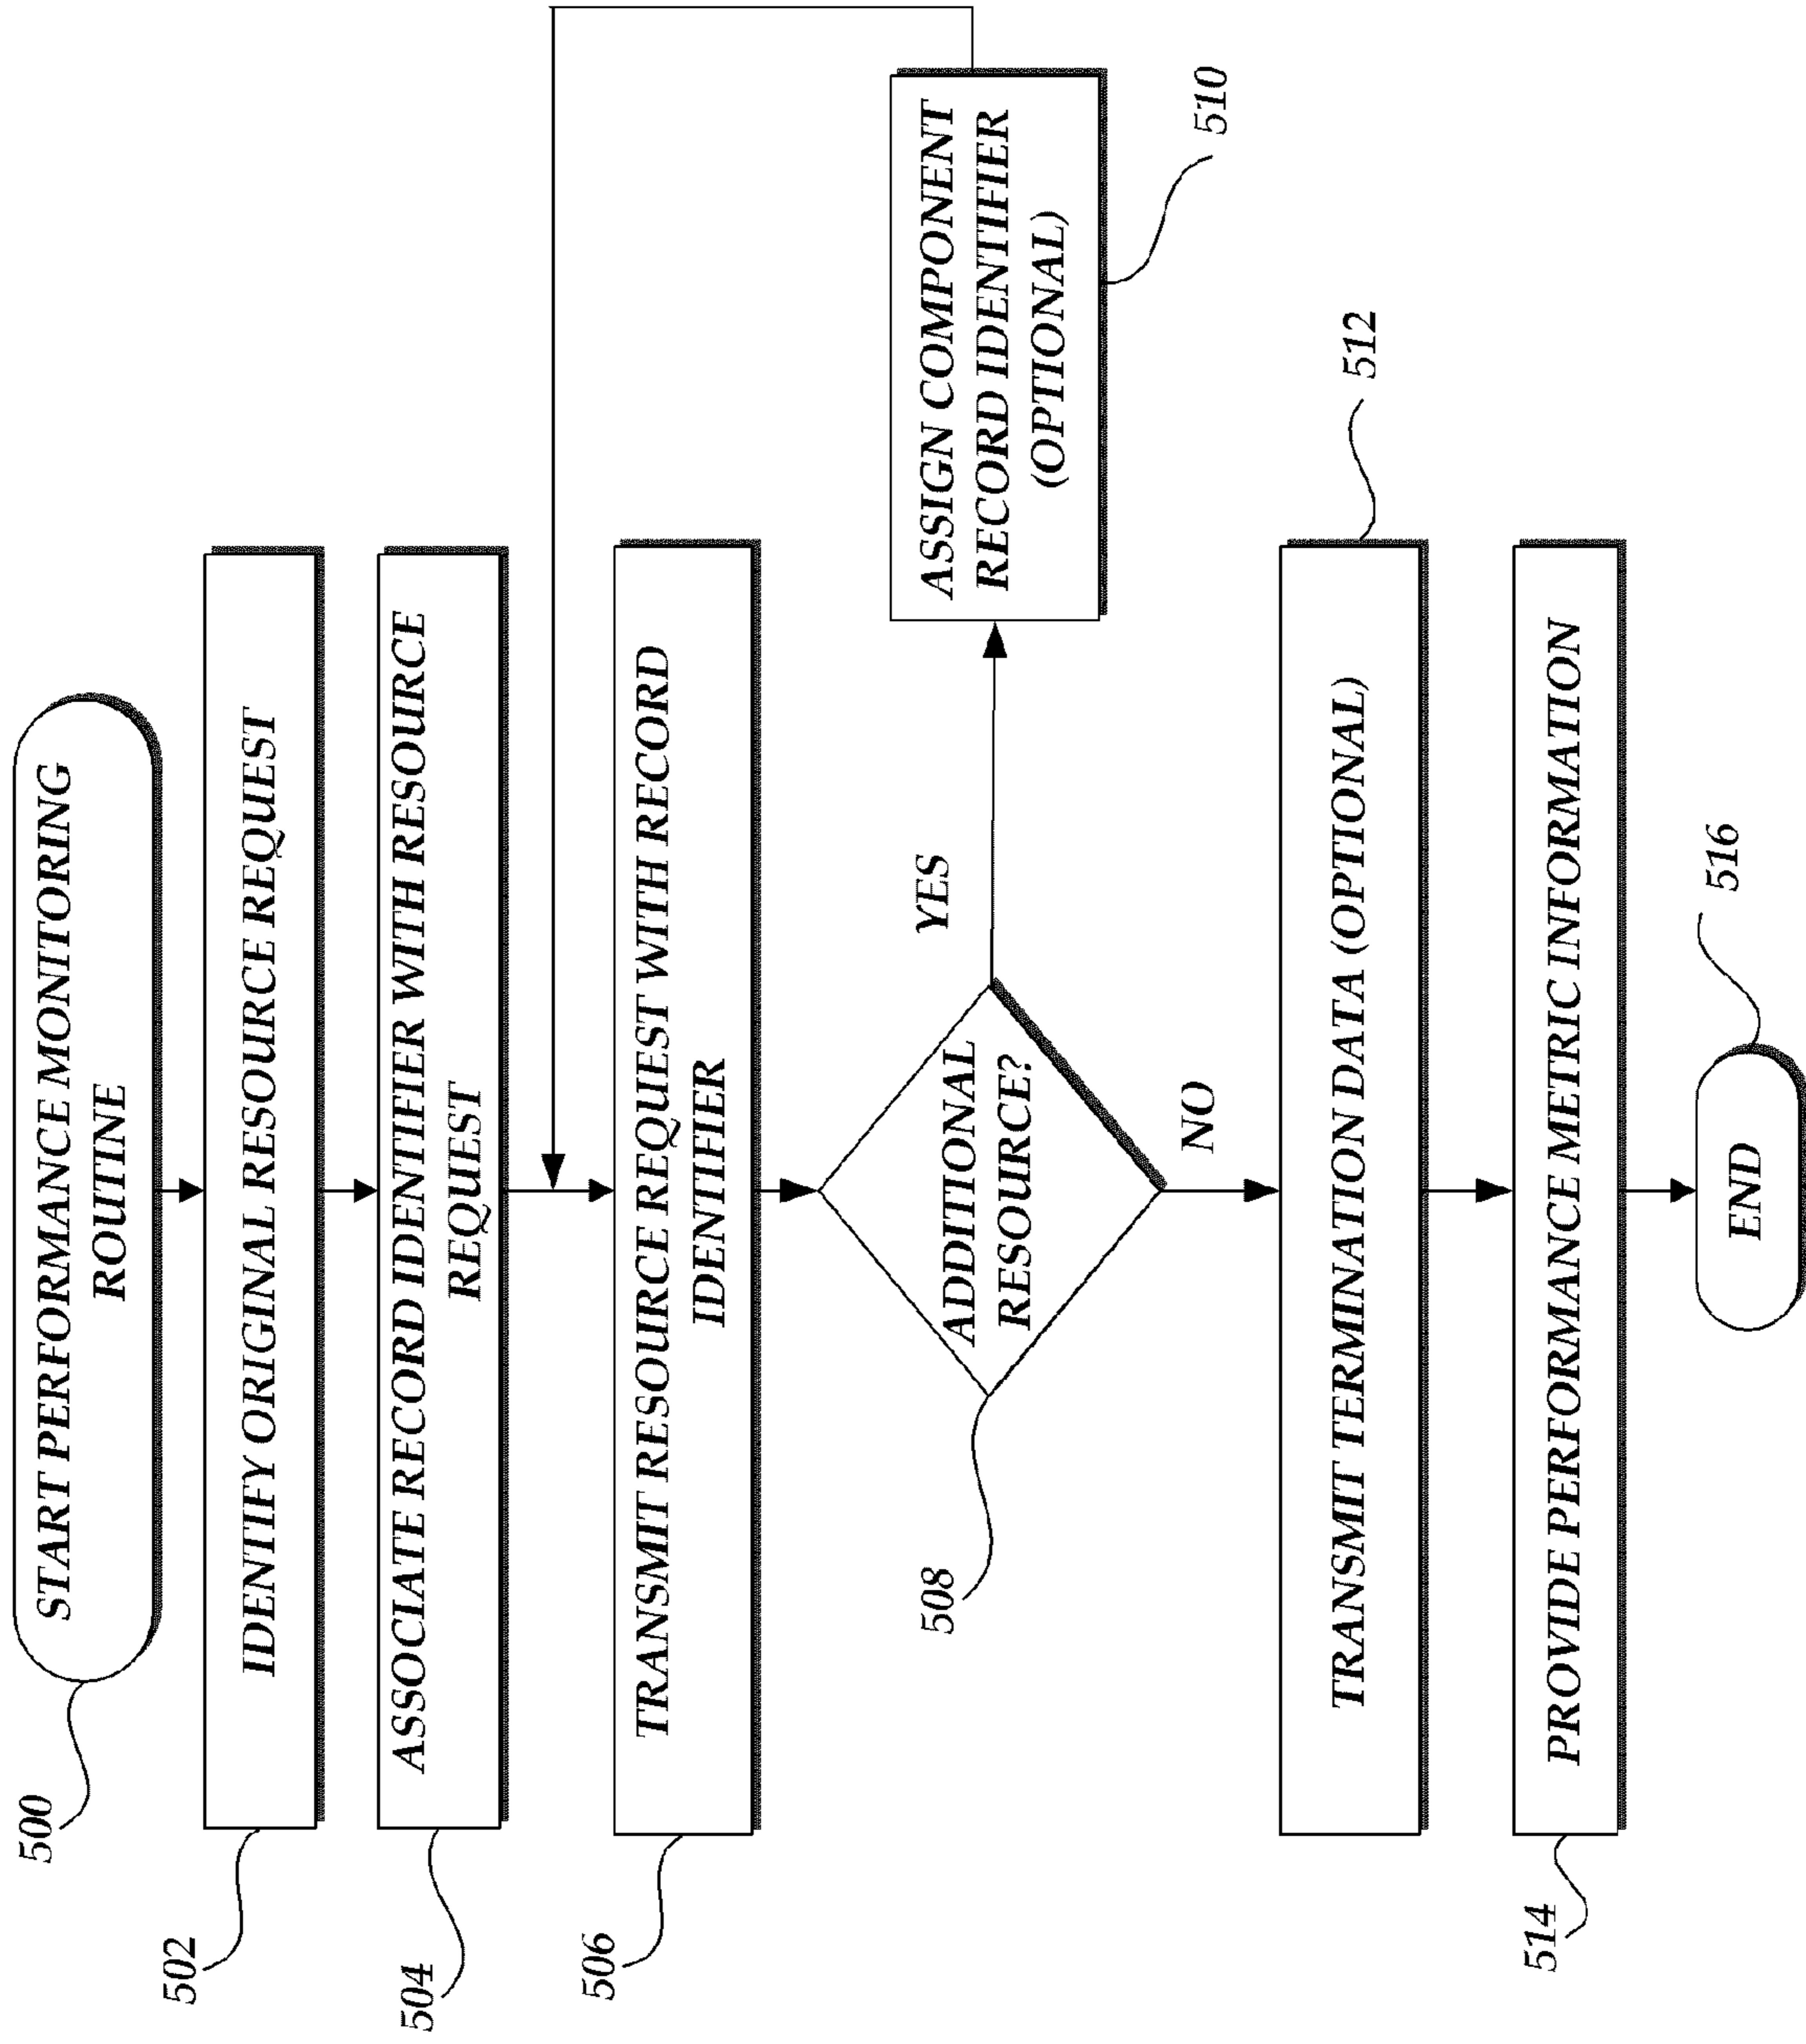 500
START PERFORMANCE MONITORING
ROUTINE
502
IDENTIFY ORIGINAL RESOURCE REQUEST
504
ASSOCIATE RECORD IDENTIFIER WITH RESOURCE
REQUEST
506
TRANSMIT RESOURCE REQUEST WITH RECORD
IDENTIFIER
508
ADDITIONAL
RESOURCE?
YES
ASSIGN COMPONENT
RECORD IDENTIFIER
(OPTIONAL)
510
NO
512
TRANSMIT TERMINATION DATA (OPTIONAL)
514
PROVIDE PERFORMANCE METRIC INFORMATION
516
END